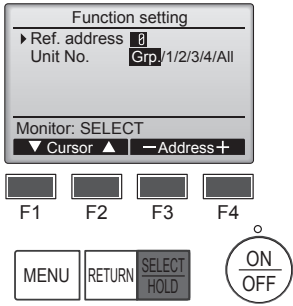 Function setting
Ref. address 0
Unit No. Grp./1/2/3/4/All
Monitor: SELECT
▼ Cursor ▲ −Address+
F1 F2 F3 F4
MENU RETURN SELECT/HOLD ON/OFF